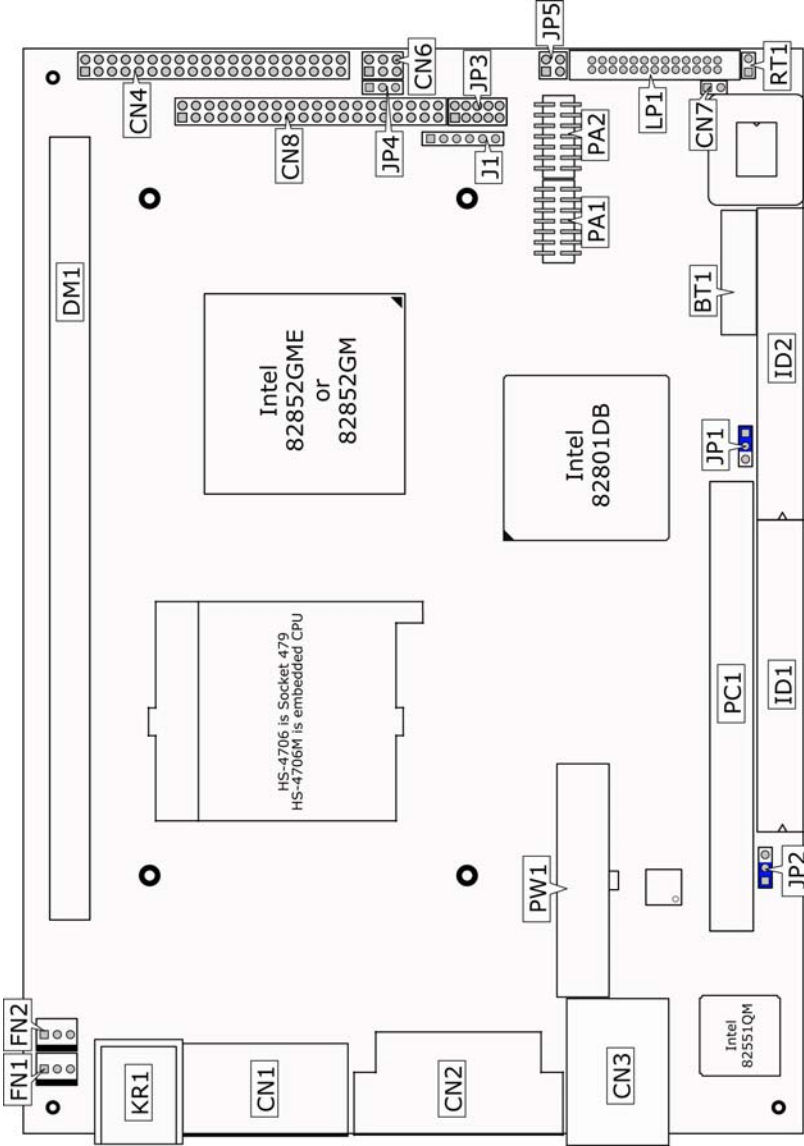 JP5
CN6
JP3
RT1
CN4
CN7
LP1
JP4
CN8
PA2
J1
PA1
DM1
BT1
Intel
82852GME
or
82852GM
ID2
JP1
Intel
82801DB
HS-4706 is Socket 479
HS-4706M is embedded CPU
PC1
ID1
PW1
JP2
FN2
FN1
KR1
CN1
CN2
CN3
Intel
82551QM